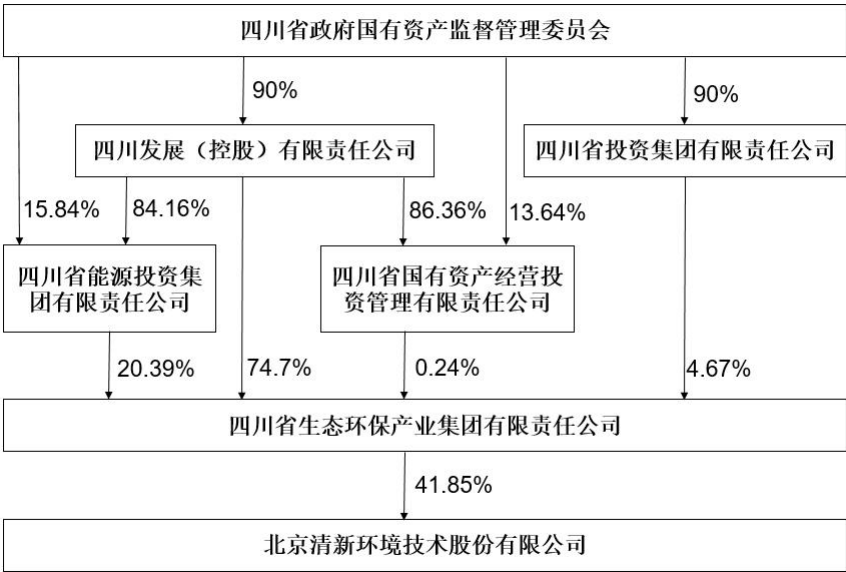 四川省政府国有资产监督管理委员会
90%
90%
四川发展（控股）有限责任公司
四川省投资集团有限责任公司
15.84%
84.16%
86.36%
13.64%
四川省能源投资集
团有限责任公司
四川省国有资产经营投
资管理有限责任公司
20.39%
74.7%
0.24%
4.67%
四川省生态环保产业集团有限责任公司
41.85%
北京清新环境技术股份有限公司